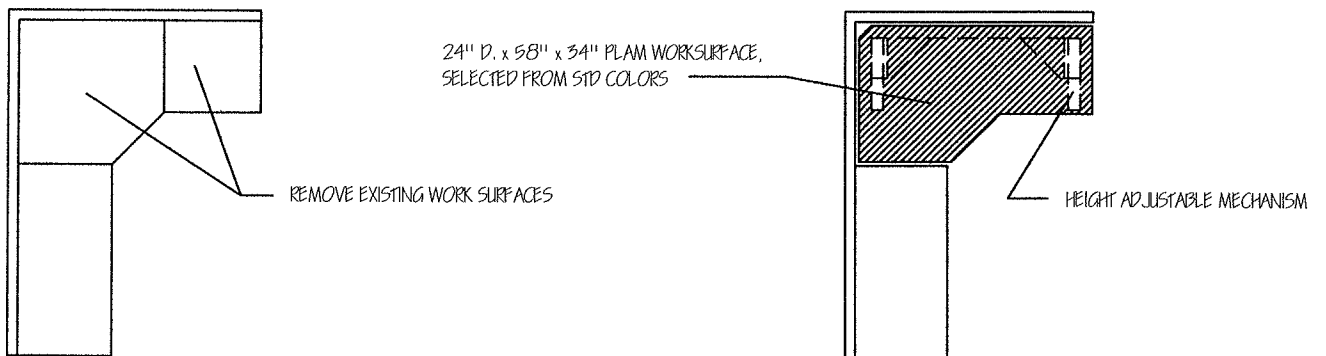 24" D. x 58" x 34" PLAM WORKSURFACE,
SELECTED FROM STD COLORS
REMOVE EXISTING WORK SURFACES
HEIGHT ADJUSTABLE MECHANISM